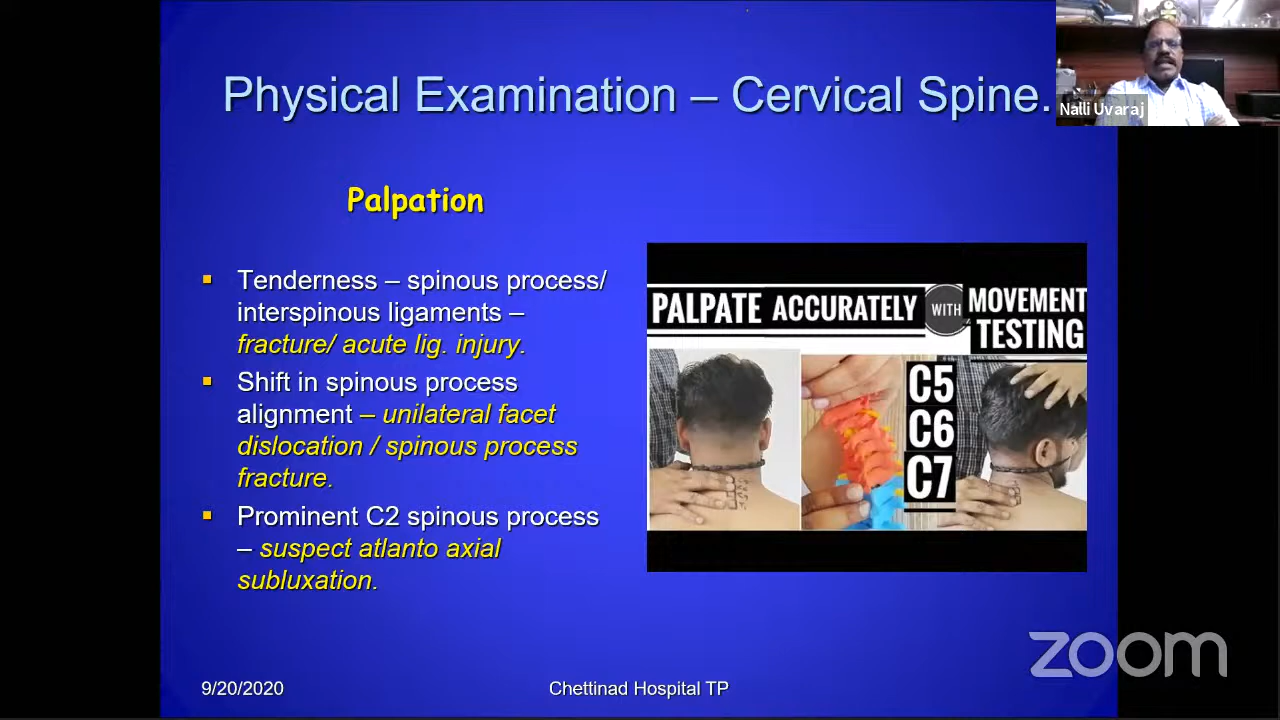 Physical Examination – Cervical Spine.
Nalli Uvaraj
Palpation
▪ Tenderness – spinous process/
interspinous ligaments –
fracture/ acute lig. injury.
▪ Shift in spinous process
alignment – unilateral facet
dislocation / spinous process
fracture.
▪ Prominent C2 spinous process
– suspect atlanto axial
subluxation.
PALPATE ACCURATELY WITH MOVEMENT
TESTING
C5
C6
C7
zoom
9/20/2020
Chettinad Hospital TP